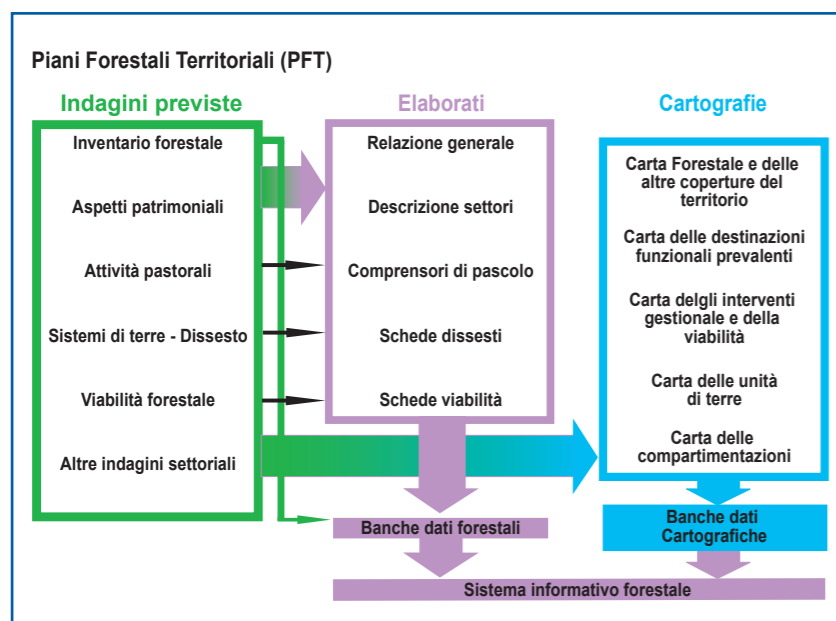 Piani Forestali Territoriali (PFT)
Indagini previste
Inventario forestale
Aspetti patrimoniali
Attività pastorali
Sistemi di terre - Dissesto
Viabilità forestale
Altre indagini settoriali
Elaborati
Relazione generale
Descrizione settori
Comprensori di pascolo
Schede dissesti
Schede viabilità
Cartografie
Carta Forestale e delle
altre coperture del
territorio
Carta delle destinazioni
funzionali prevalenti
Carta delgli interventi
gestionale e della
viabilità
Carta delle unità
di terre
Carta delle
compartimentazioni
Banche dati forestali
Banche dati
Cartografiche
Sistema informativo forestale